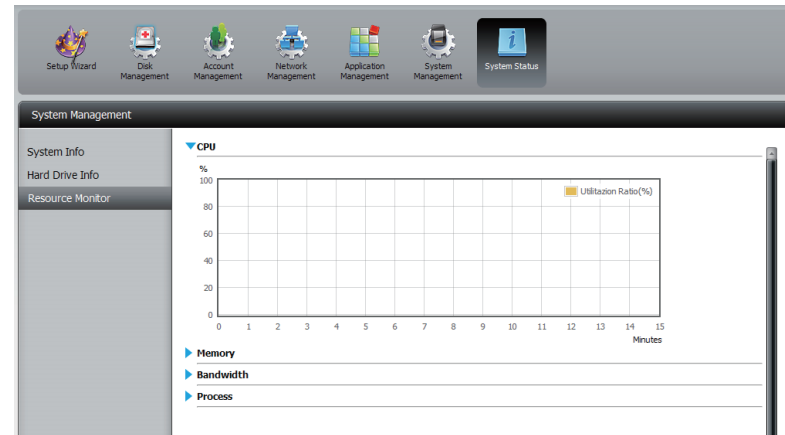 Setup Wizard
Disk Management
Account Management
Network Management
Application Management
System Management
System Status
System Management
System Info
Hard Drive Info
Resource Monitor
CPU
%
100
80
60
40
20
0
Utilitazion Ratio(%)
0 1 2 3 4 5 6 7 8 9 10 11 12 13 14 15
Minutes
Memory
Bandwidth
Process